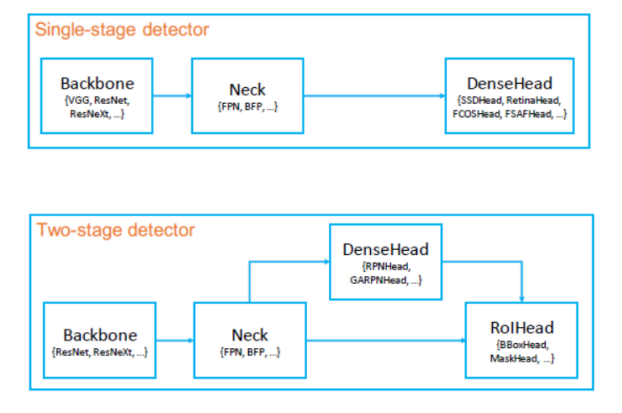 Single-stage detector
Backbone
{VGG, ResNet,
ResNeXt, ...}
Neck
{FPN, BFP, ...}
DenseHead
{SSDHead, RetinaHead,
FCOSHead, FSAFHead, ...}
Two-stage detector
DenseHead
{RPNHead,
GARPNHead, ...}
Backbone
{ResNet, ResNeXt, ...}
Neck
{FPN, BFP, ...}
RoIHead
{BBoxHead,
MaskHead, ...}